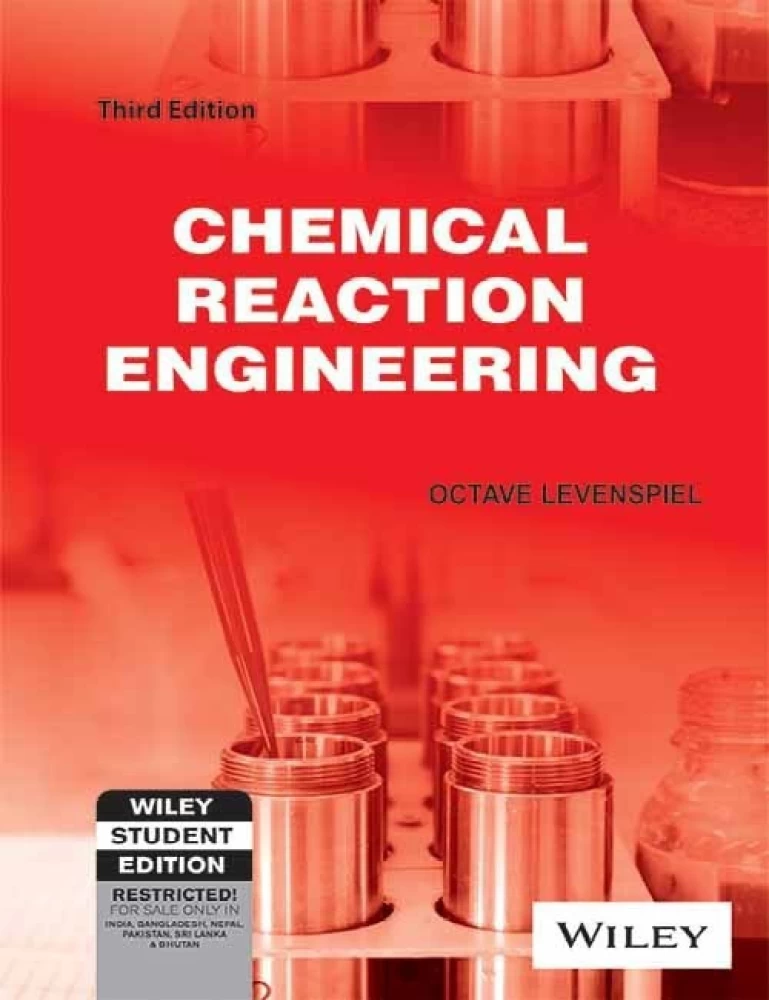 Third Edition
CHEMICAL
REACTION
ENGINEERING
OCTAVE LEVENSPIEL
WILEY
STUDENT
EDITION
RESTRICTED!
FOR SALE ONLY IN
INDIA, BANGLADESH, NEPAL,
PAKISTAN, SRI LANKA
& BHUTAN
WILEY